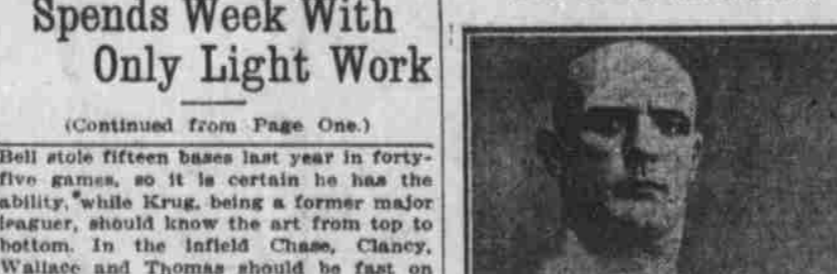 Spends Week With
Only Light Work
(Continued from Page One.)
Bell stole fifteen bases last year in forty-
five games, so it is certain he has the
ability, while Krug, being a former major
leaguer, should know the art from top to
bottom. In the infield Chase, Clancy,
Wallace and Thomas should be fast on